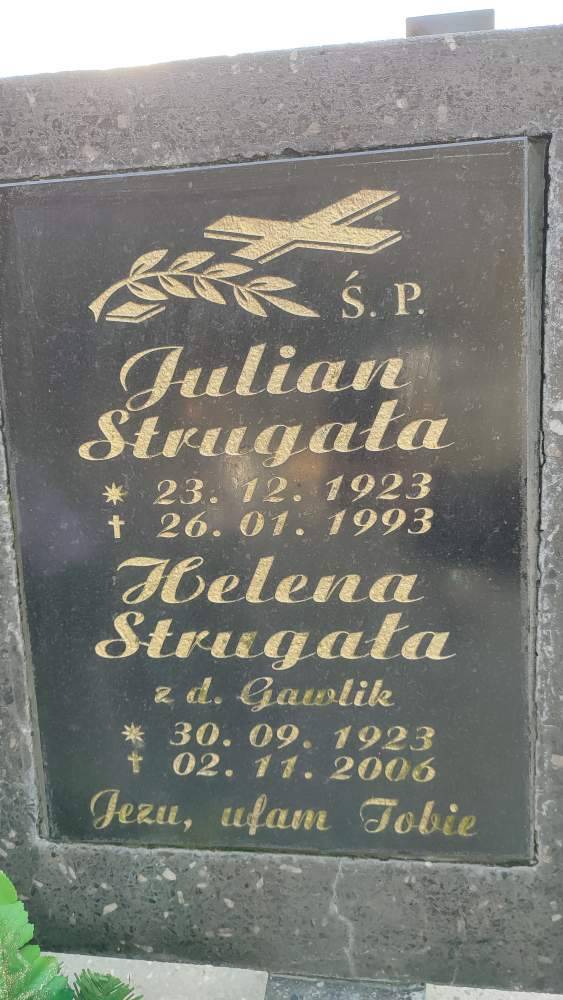 Ś. P.
Julian
Strugała
* 23. 12. 1923
† 26. 01. 1993
Helena
Strugała
z d. Gawlik
* 30. 09. 1923
† 02. 11. 2006
Jezu, ufam Tobie